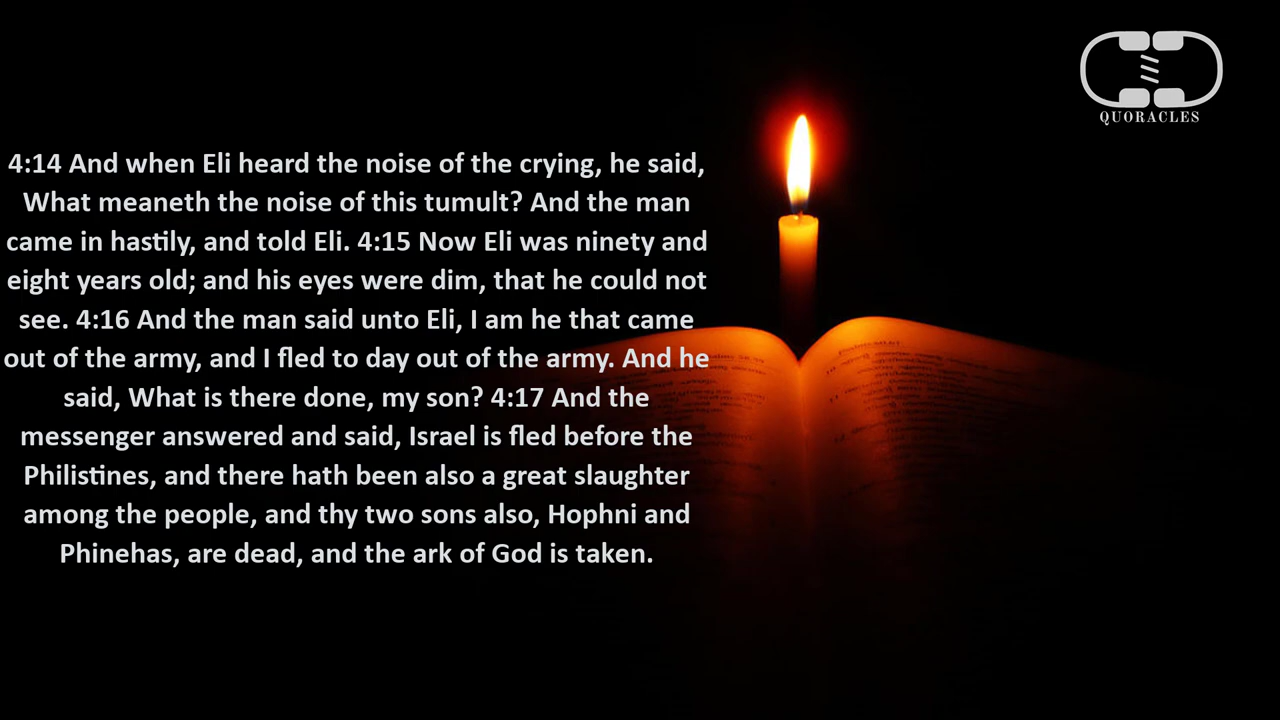 QUORACLES
4:14 And when Eli heard the noise of the crying, he said,
What meaneth the noise of this tumult? And the man
came in hastily, and told Eli. 4:15 Now Eli was ninety and
eight years old; and his eyes were dim, that he could not
see. 4:16 And the man said unto Eli, I am he that came
out of the army, and I fled to day out of the army. And he
said, What is there done, my son? 4:17 And the
messenger answered and said, Israel is fled before the
Philistines, and there hath been also a great slaughter
among the people, and thy two sons also, Hophni and
Phinehas, are dead, and the ark of God is taken.